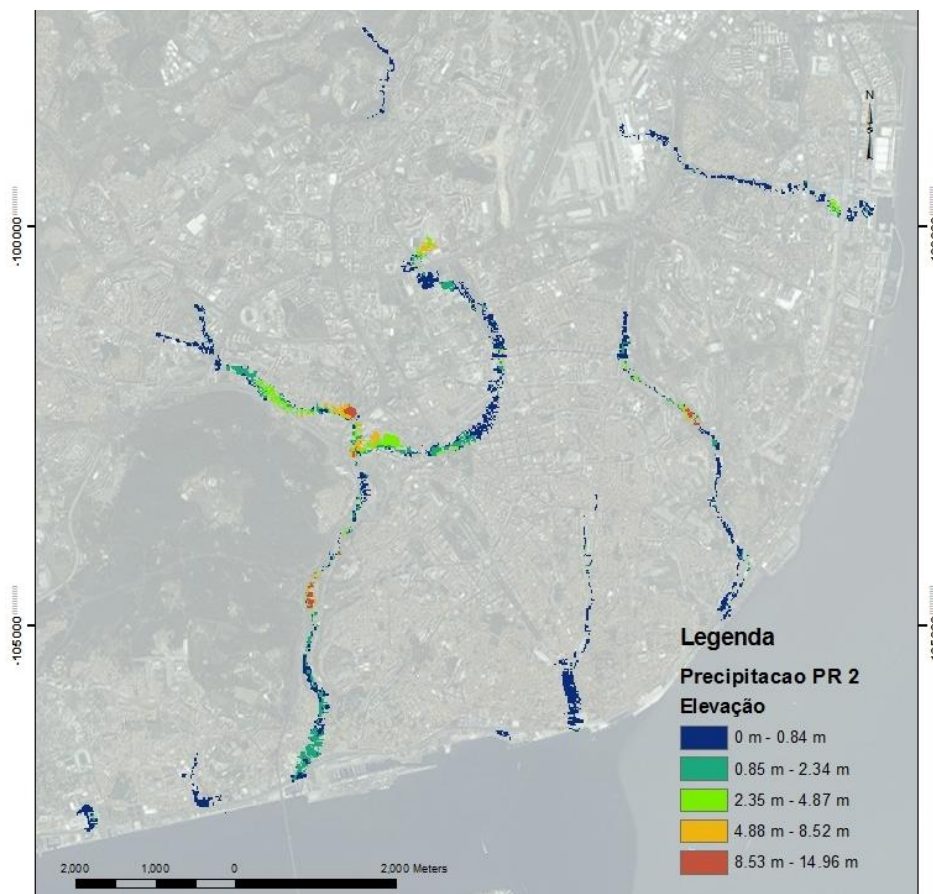 N
-100000
-105000
Legenda
Precipitacao PR 2
Elevação
0 m - 0.84 m
0.85 m - 2.34 m
2.35 m - 4.87 m
4.88 m - 8.52 m
8.53 m - 14.96 m
2,000 1,000 0 2,000 Meters